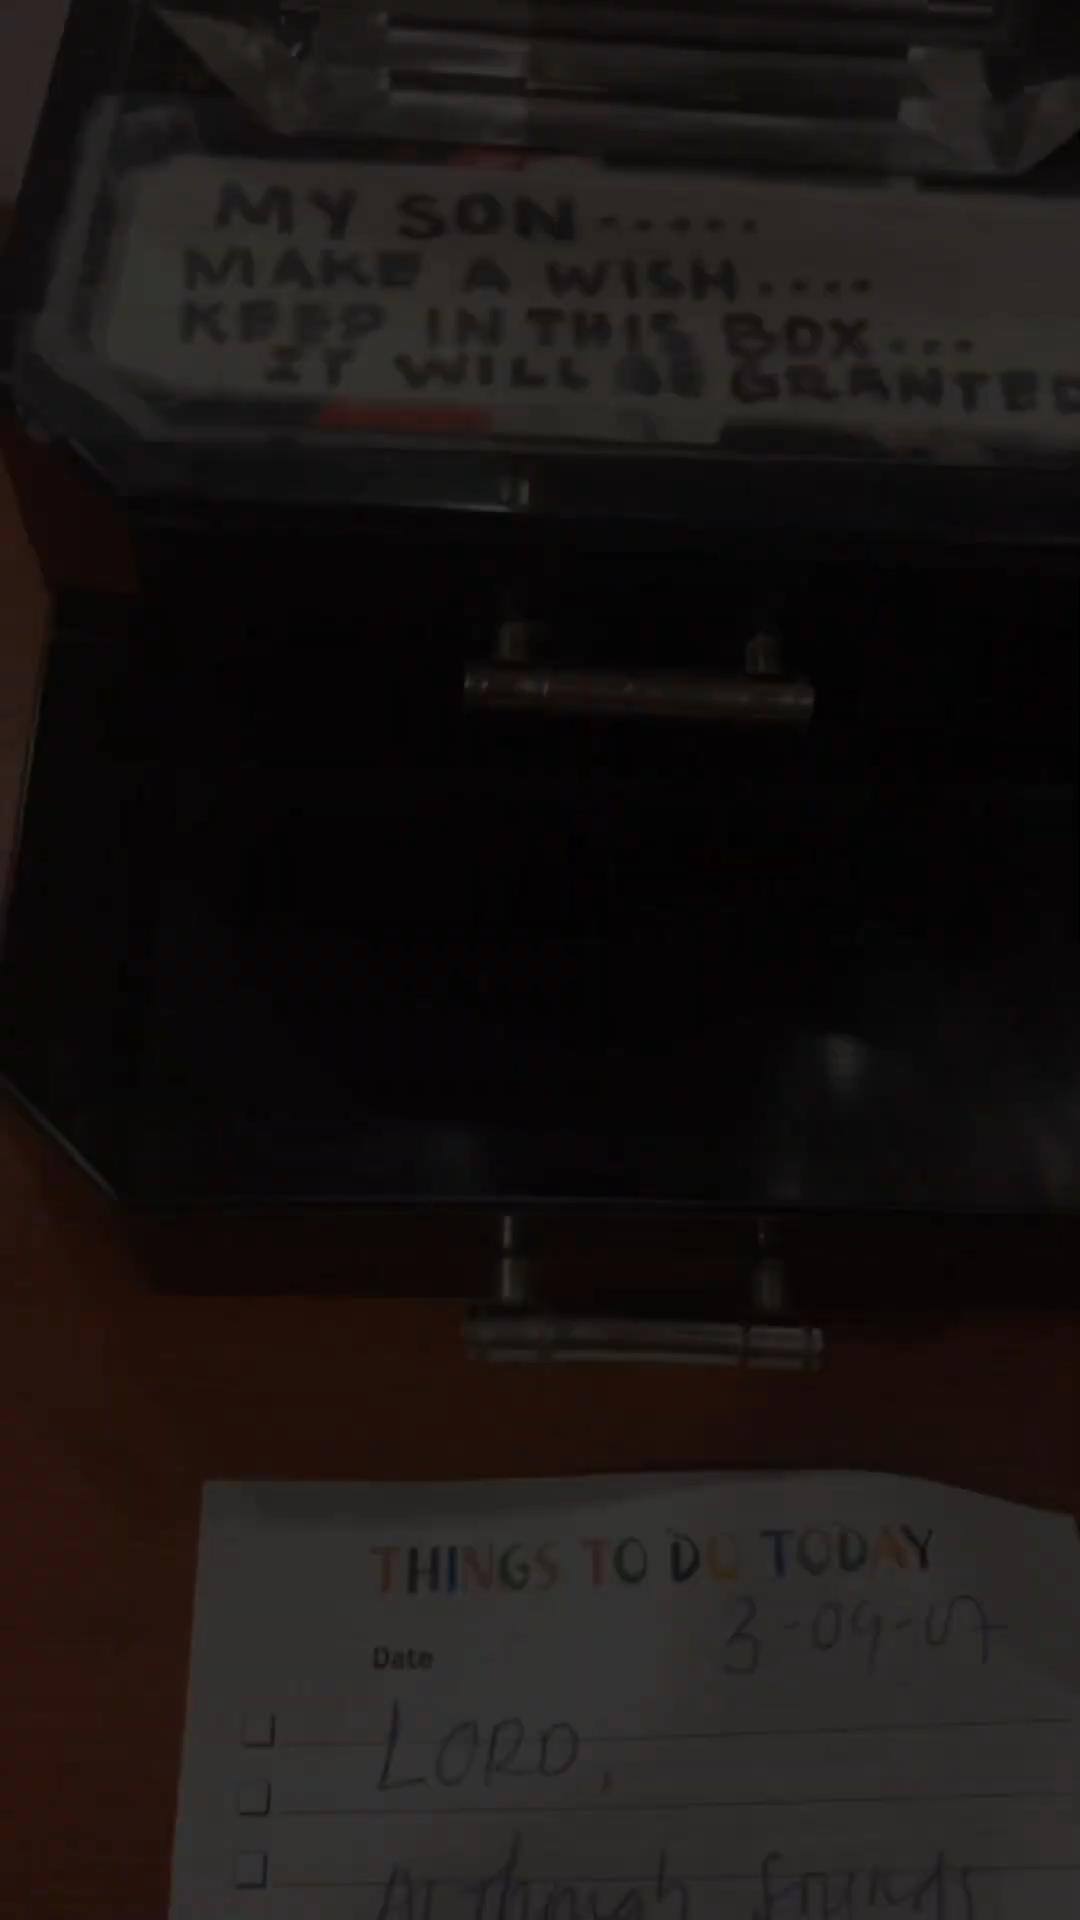 MY SON.....
MAKE A WISH....
KEEP IN THIS BOX...
IT WILL BE GRANTED
THINGS TO DO TODAY
3-09-07
Date
LORD,
Although